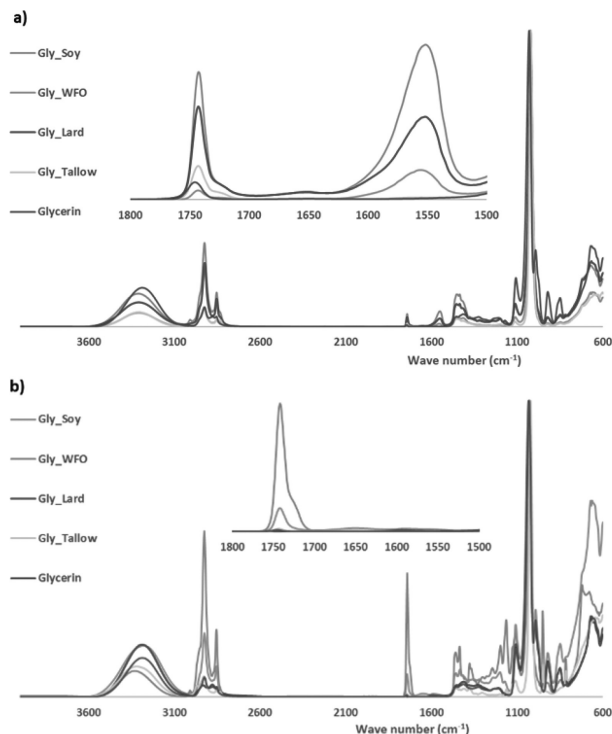 a)
Gly_Soy
Gly_WFO
Gly_Lard
Gly_Tallow
Glycerin
1800 1750 1700 1650 1600 1550 1500
3600 3100 2600 2100 1600 1100 600
Wave number (cm-1)
b)
Gly_Soy
Gly_WFO
Gly_Lard
Gly_Tallow
Glycerin
1800 1750 1700 1650 1600 1550 1500
3600 3100 2600 2100 1600 1100 600
Wave number (cm-1)